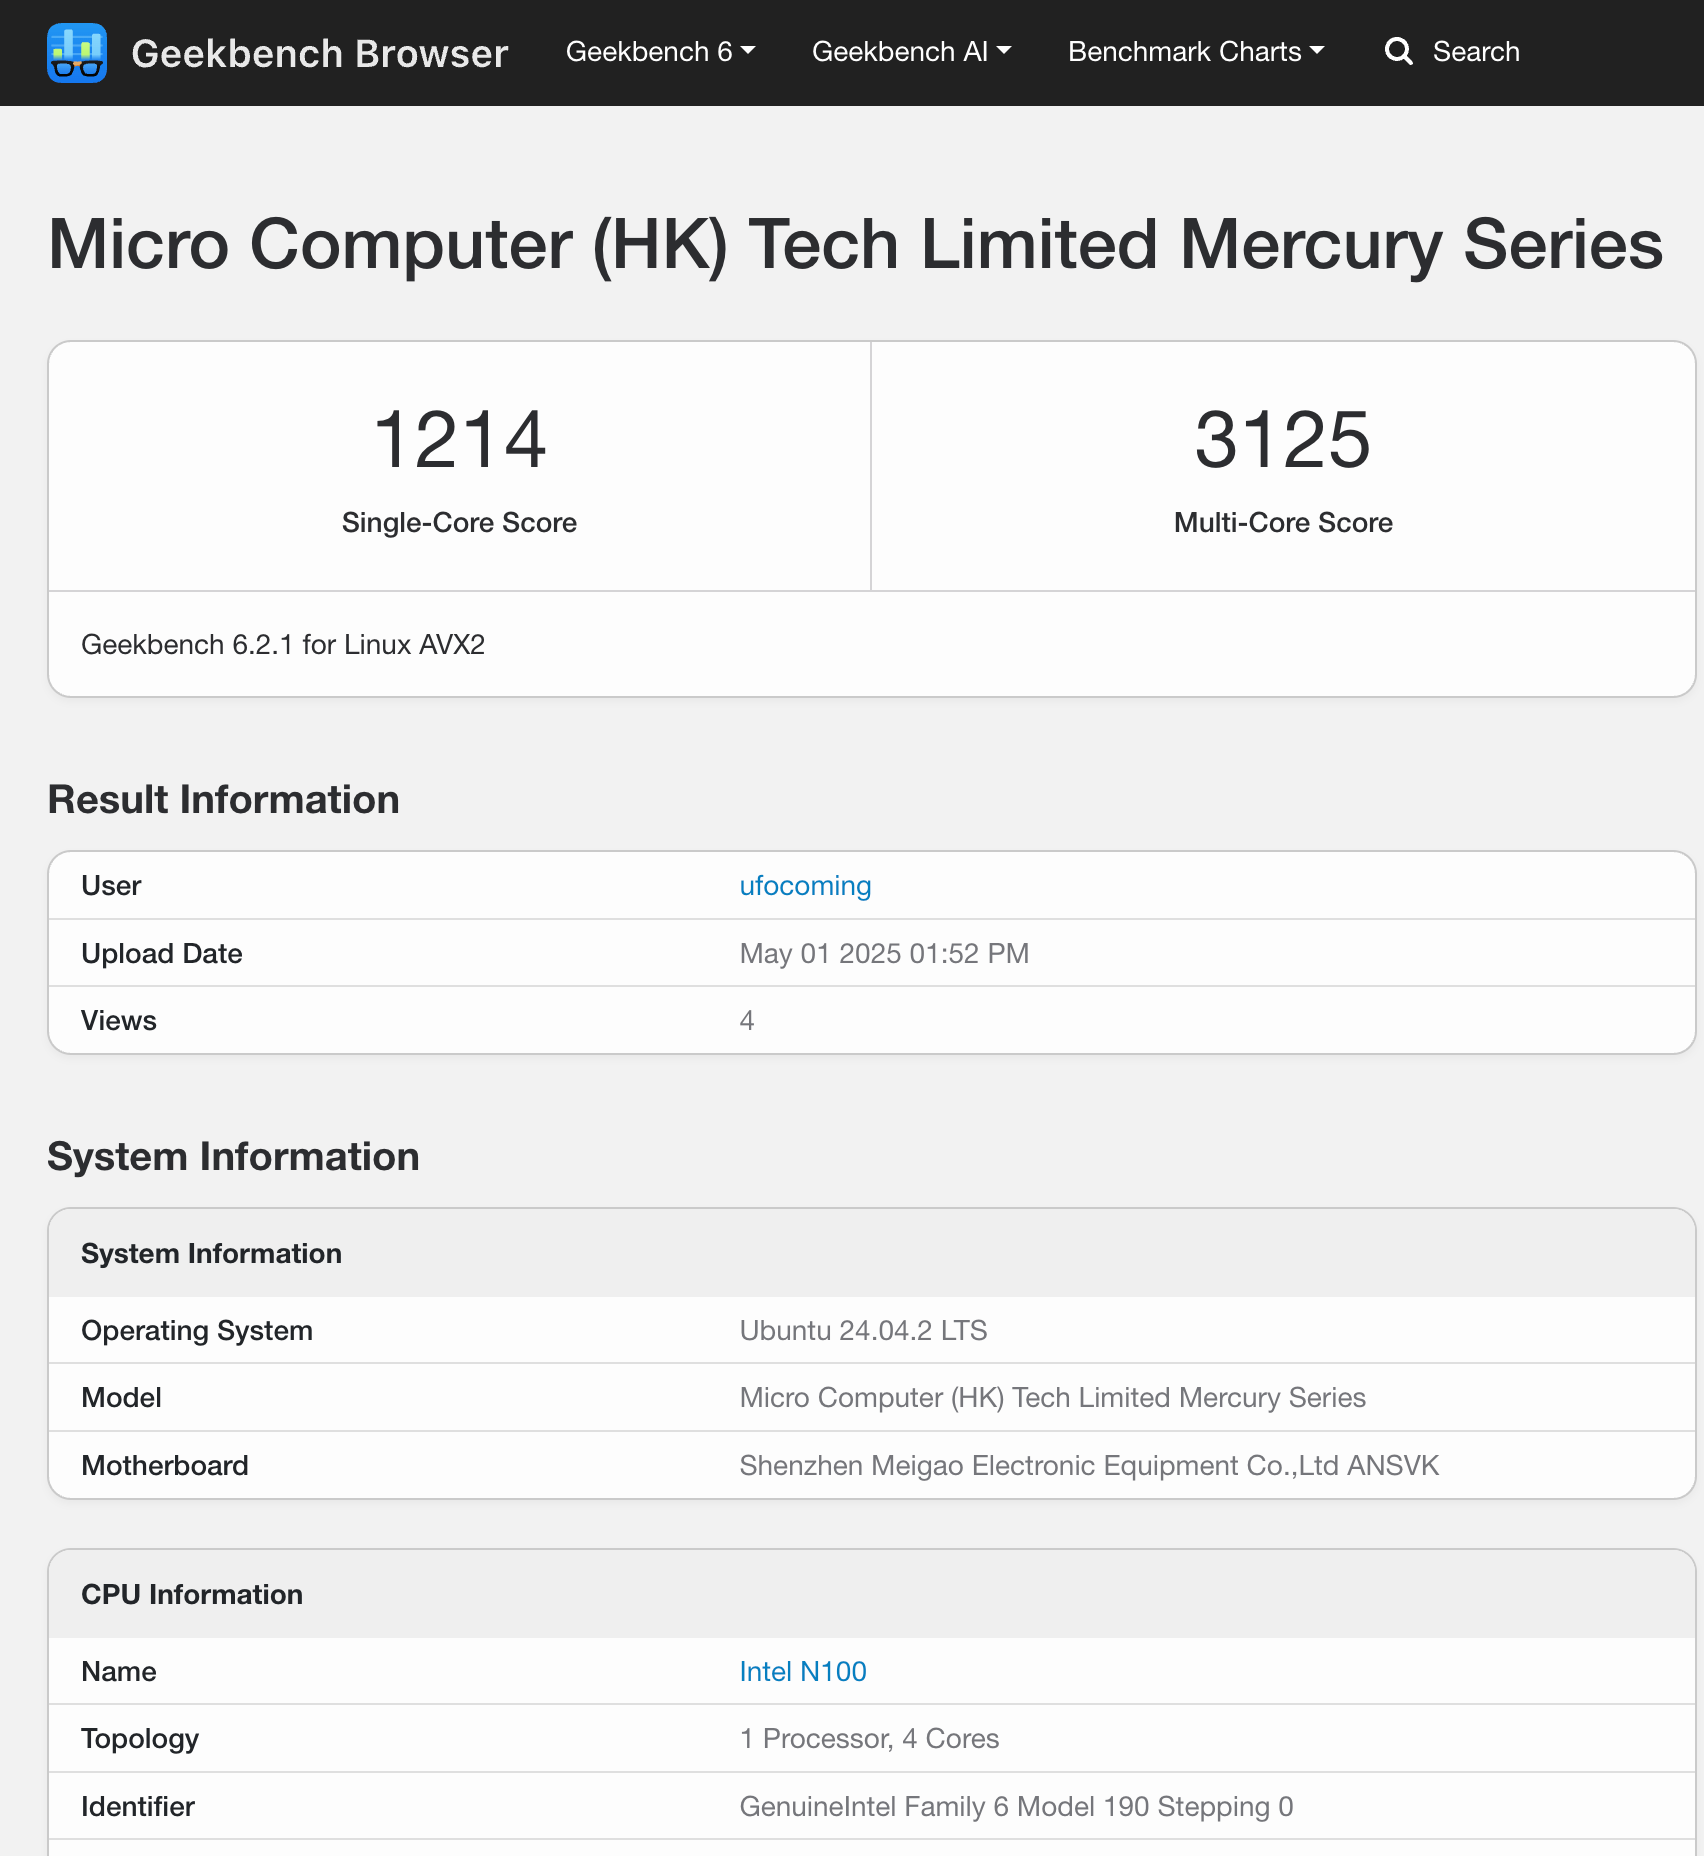 Geekbench Browser
Geekbench 6
Geekbench AI
Benchmark Charts
Search
Micro Computer (HK) Tech Limited Mercury Series
1214
Single-Core Score
3125
Multi-Core Score
Geekbench 6.2.1 for Linux AVX2
Result Information
User ufocoming
Upload Date May 01 2025 01:52 PM
Views 4
System Information
System Information
Operating System Ubuntu 24.04.2 LTS
Model Micro Computer (HK) Tech Limited Mercury Series
Motherboard Shenzhen Meigao Electronic Equipment Co.,Ltd ANSVK
CPU Information
Name Intel N100
Topology 1 Processor, 4 Cores
Identifier GenuineIntel Family 6 Model 190 Stepping 0